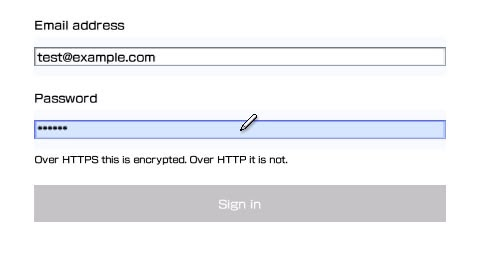 Email address
test@example.com
Password
••••••
Over HTTPS this is encrypted. Over HTTP it is not.
Sign in